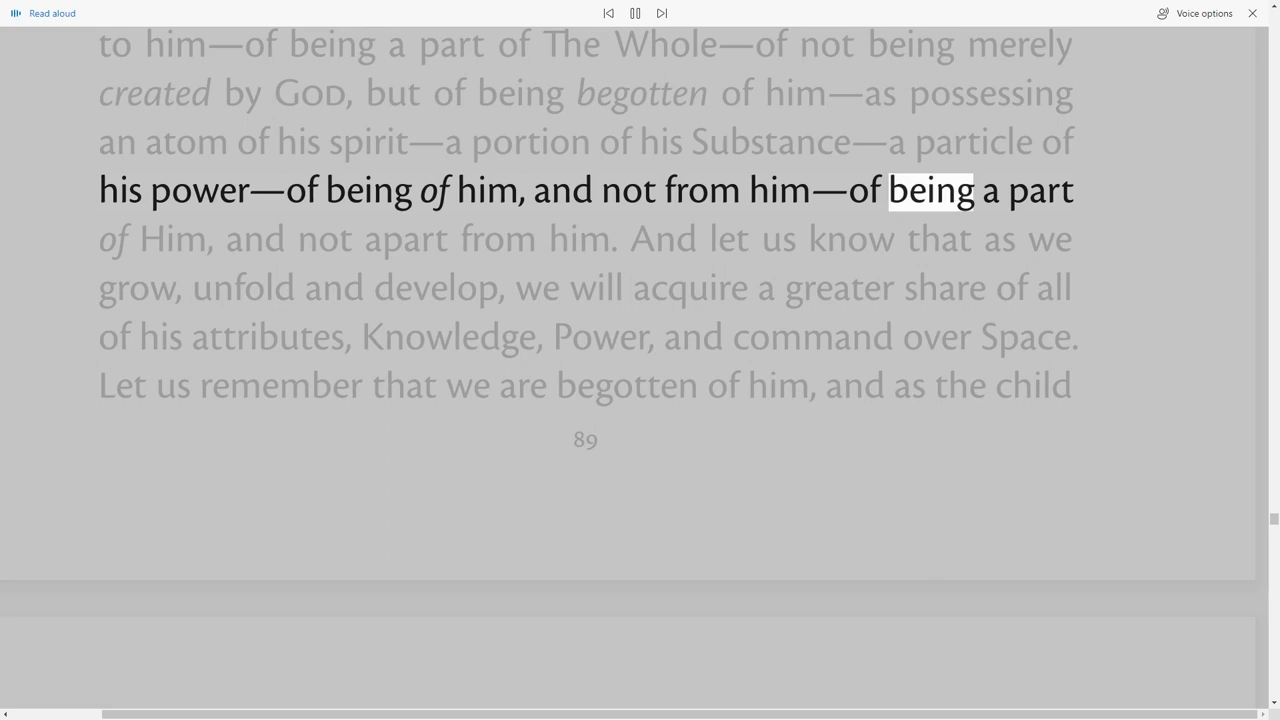 Read aloud
Voice options
to him—of being a part of The Whole—of not being merely
created by GOD, but of being begotten of him—as possessing
an atom of his spirit—a portion of his Substance—a particle of
his power—of being of him, and not from him—of being a part
of Him, and not apart from him. And let us know that as we
grow, unfold and develop, we will acquire a greater share of all
of his attributes, Knowledge, Power, and command over Space.
Let us remember that we are begotten of him, and as the child
89